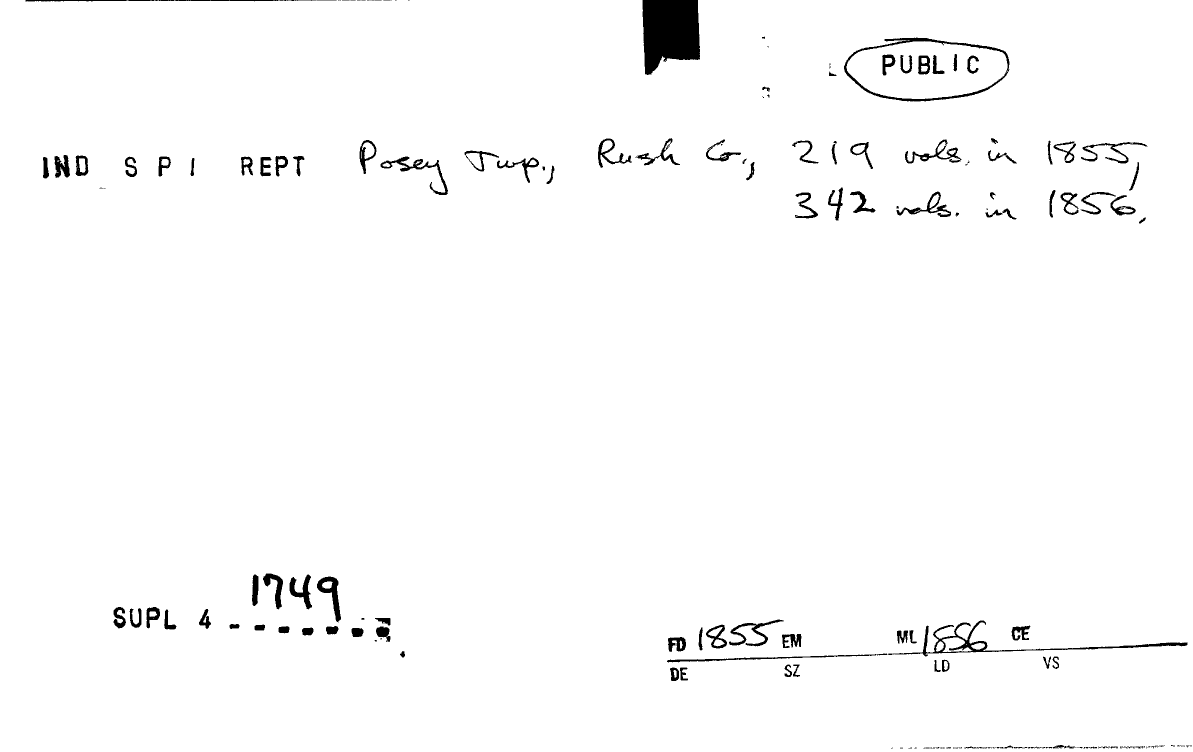 PUBLIC
IND S P I REPT Posey Twp., Rush Co., 219 vols. in 1855,
342 vols. in 1856.
1749
SUPL 4
FD 1855 EM ML 1856 CE
DE SZ LD VS